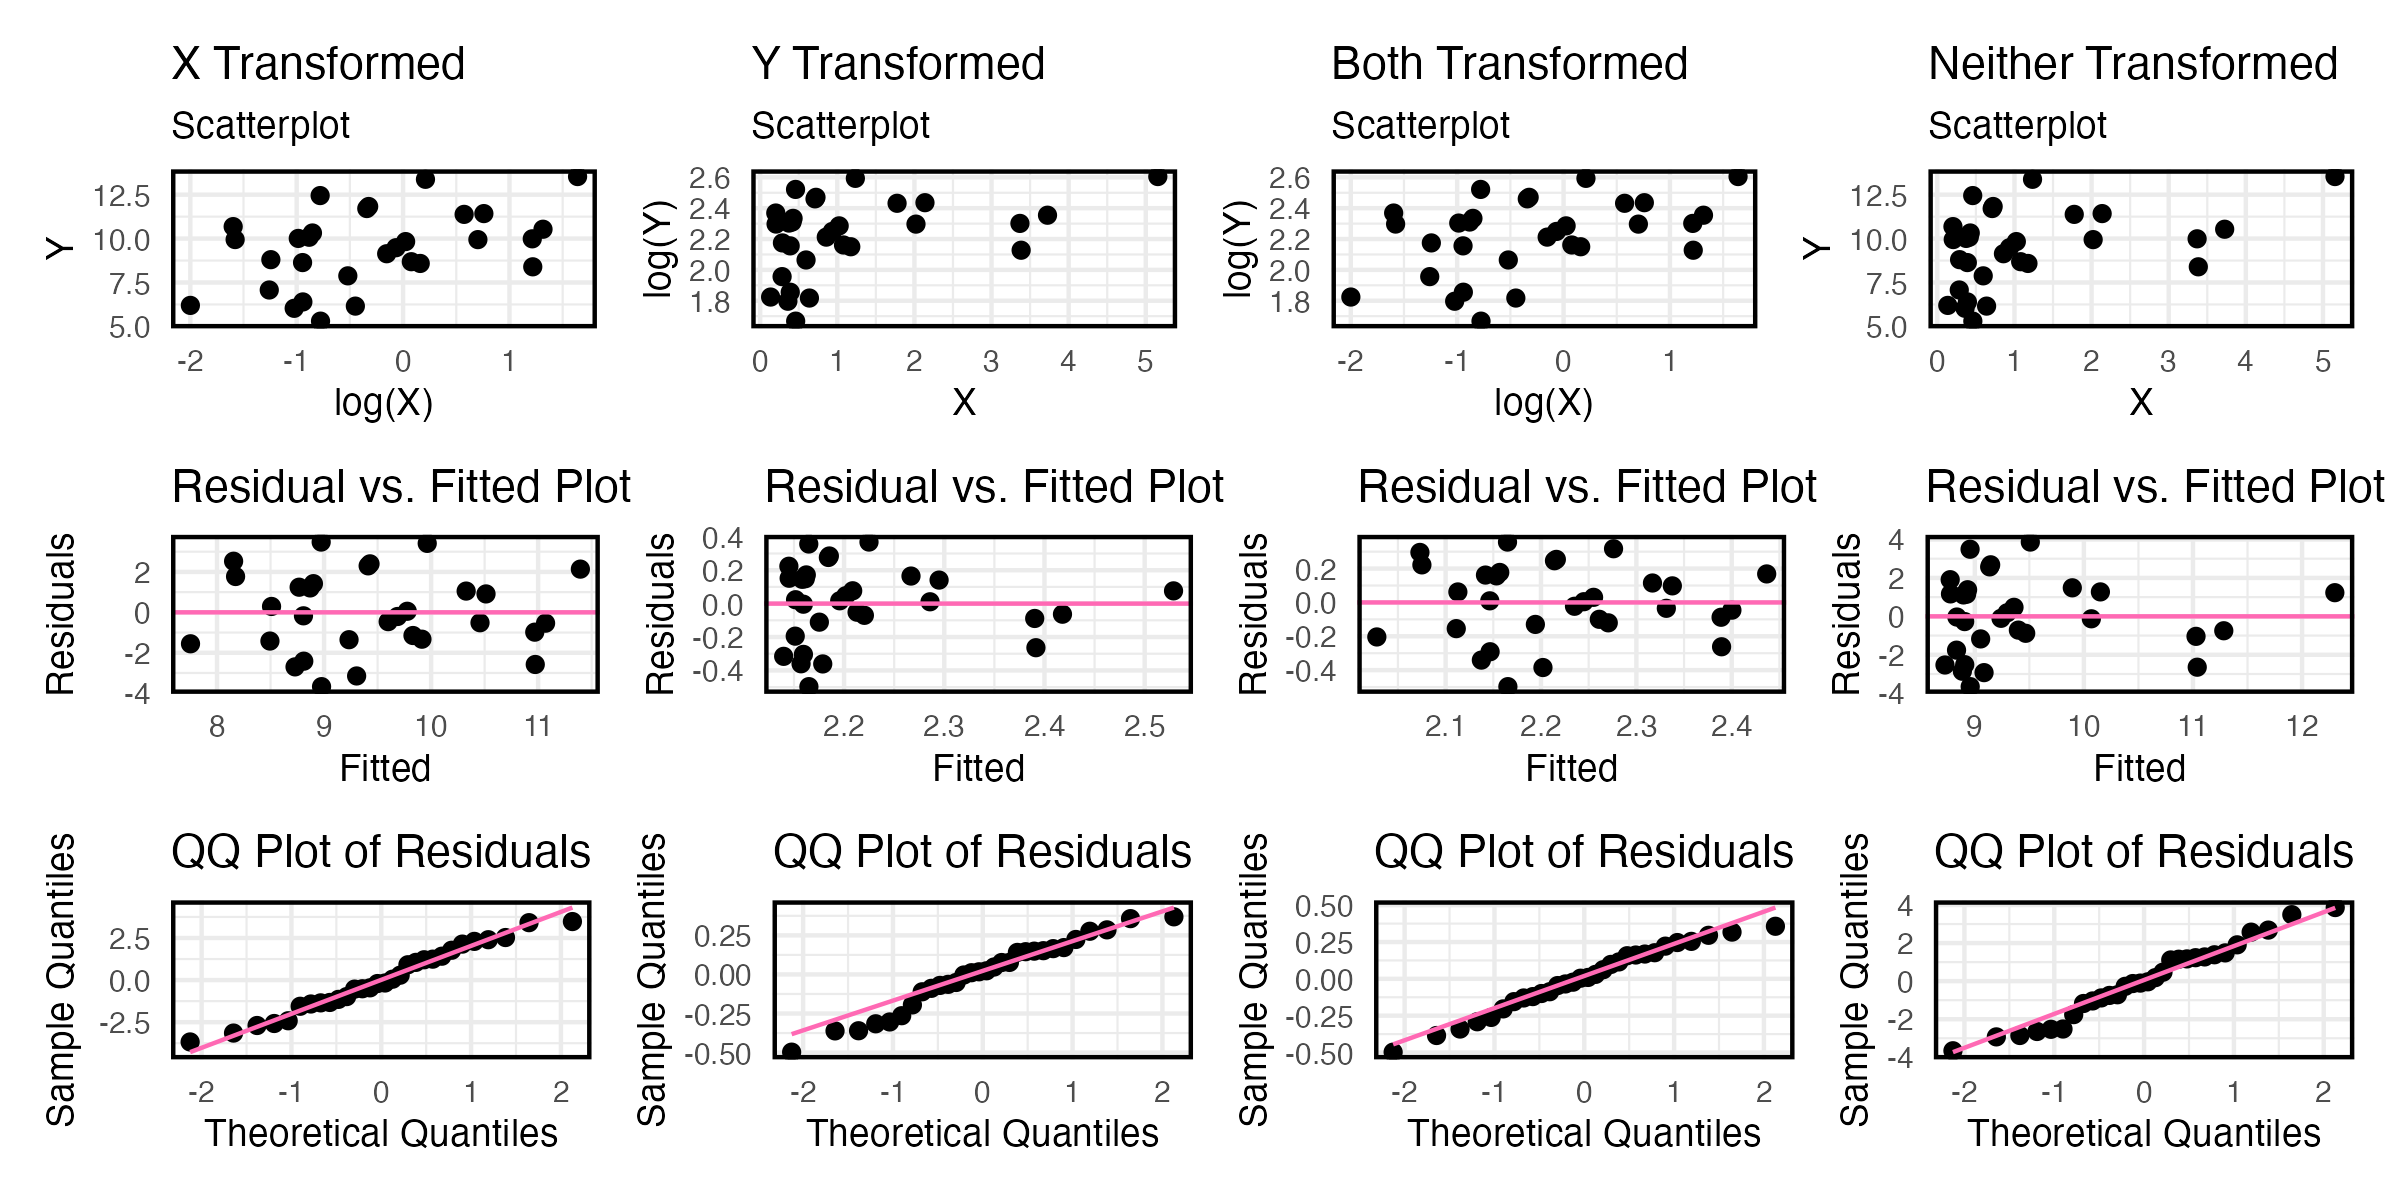 X Transformed
Y Transformed
Both Transformed
Neither Transformed
Scatterplot
Scatterplot
Scatterplot
Scatterplot
Y
12.5
10.0
7.5
5.0
-2
-1
0
1
log(X)
log(Y)
2.6
2.4
2.2
2.0
1.8
0
1
2
3
4
5
X
log(Y)
2.6
2.4
2.2
2.0
1.8
-2
-1
0
1
log(X)
Y
12.5
10.0
7.5
5.0
0
1
2
3
4
5
X
Residual vs. Fitted Plot
Residual vs. Fitted Plot
Residual vs. Fitted Plot
Residual vs. Fitted Plot
Residuals
2
0
-2
-4
8
9
10
11
Fitted
Residuals
0.4
0.2
0.0
-0.2
-0.4
2.2
2.3
2.4
2.5
Fitted
Residuals
0.2
0.0
-0.2
-0.4
2.1
2.2
2.3
2.4
Fitted
Residuals
4
2
0
-2
-4
9
10
11
12
Fitted
QQ Plot of Residuals
QQ Plot of Residuals
QQ Plot of Residuals
QQ Plot of Residuals
Sample Quantiles
2.5
0.0
-2.5
-2
-1
0
1
2
Theoretical Quantiles
Sample Quantiles
0.25
0.00
-0.25
-0.50
-2
-1
0
1
2
Theoretical Quantiles
Sample Quantiles
0.50
0.25
0.00
-0.25
-0.50
-2
-1
0
1
2
Theoretical Quantiles
Sample Quantiles
4
2
0
-2
-4
-2
-1
0
1
2
Theoretical Quantiles